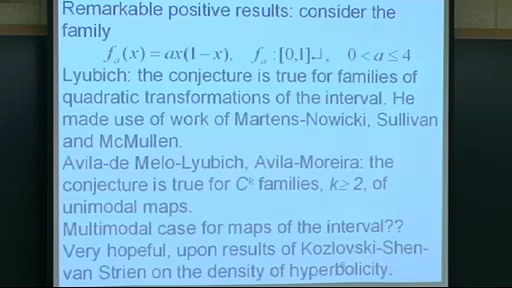 Remarkable positive results: consider the
family
fₐ(x) = ax(1−x), fₐ :[0,1]↵, 0 < a ≤ 4
Lyubich: the conjecture is true for families of
quadratic transformations of the interval. He
made use of work of Martens-Nowicki, Sullivan
and McMullen.
Avila-de Melo-Lyubich, Avila-Moreira: the
conjecture is true for Cᵏ families, k≥ 2, of
unimodal maps.
Multimodal case for maps of the interval??
Very hopeful, upon results of Kozlovski-Shen-
van Strien on the density of hyperbolicity.